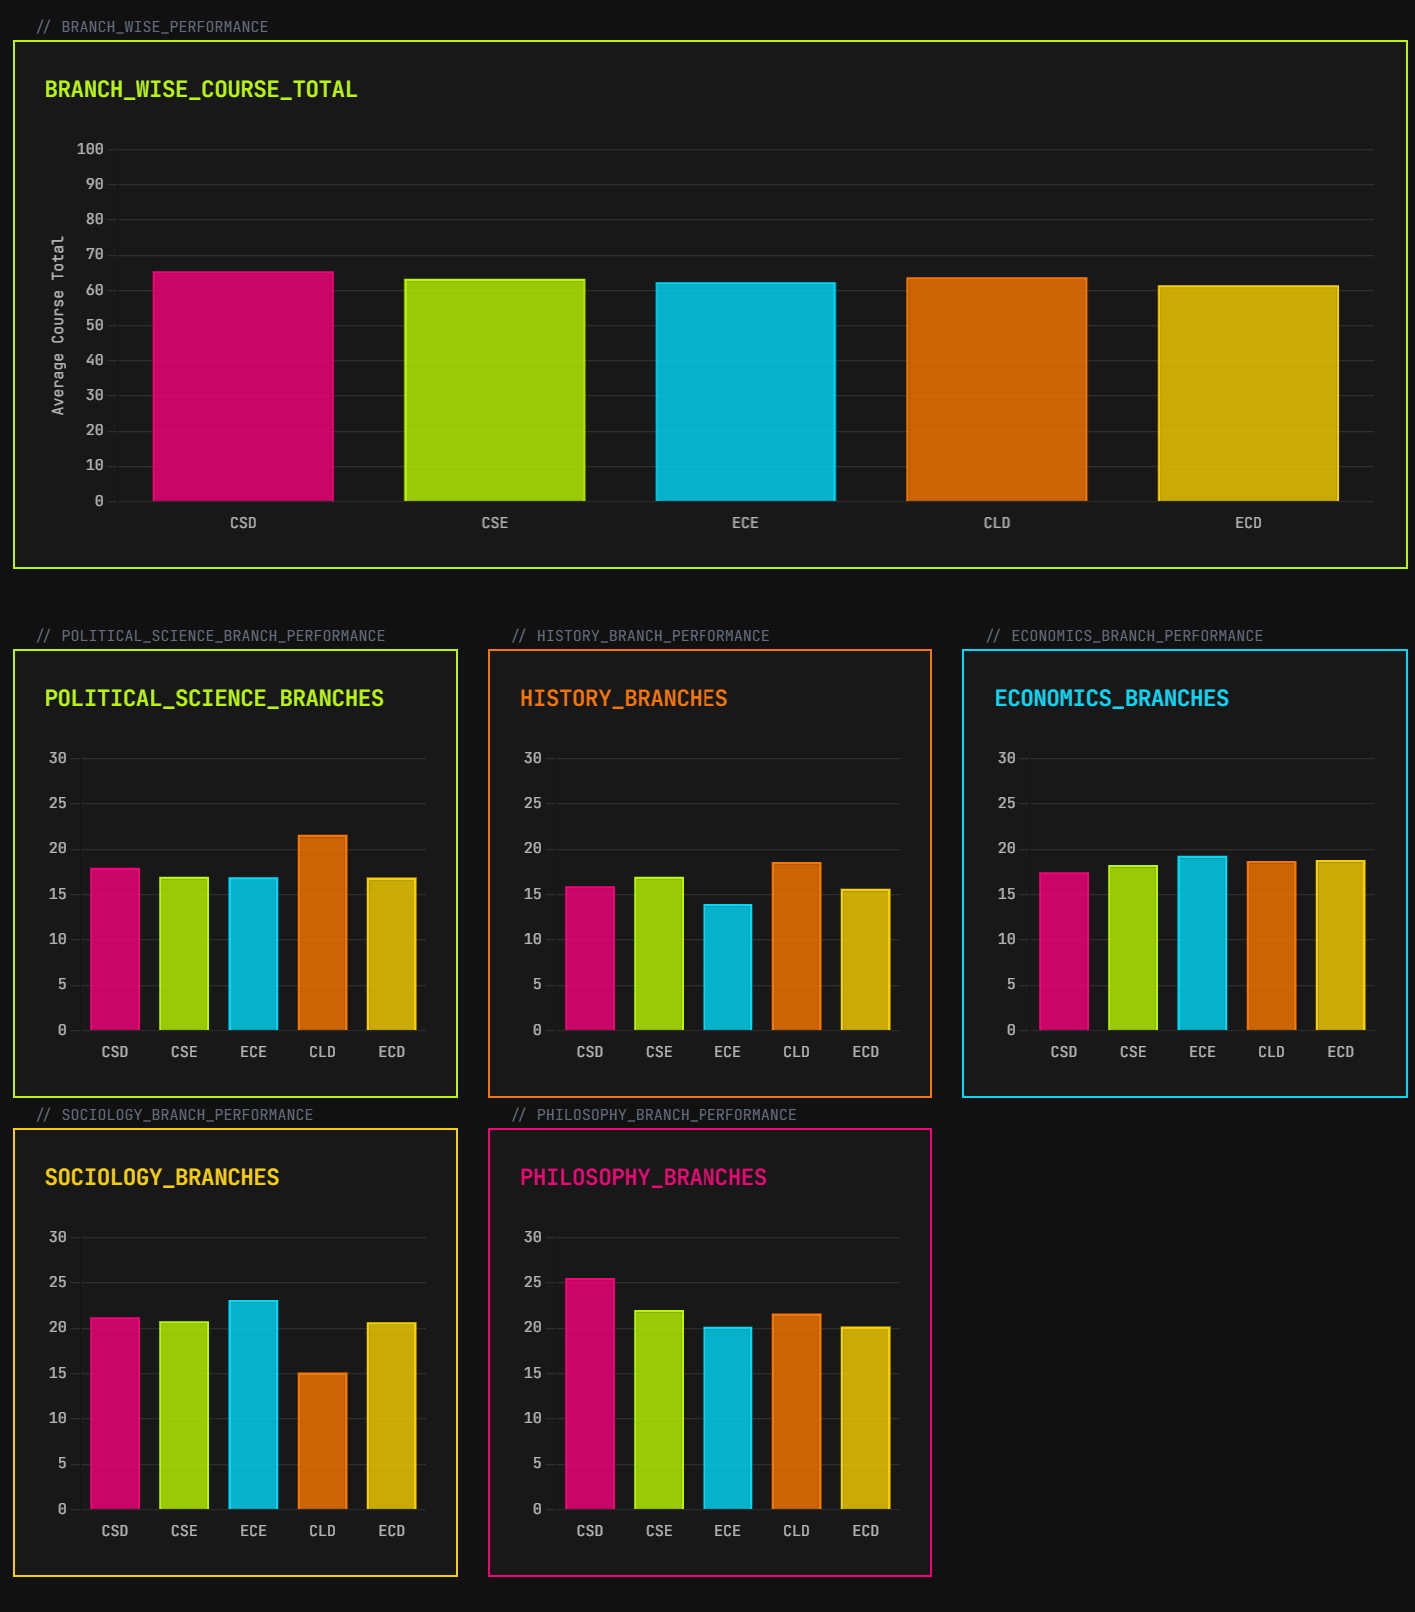 // BRANCH_WISE_PERFORMANCE
BRANCH_WISE_COURSE_TOTAL
Average Course Total
100
90
80
70
60
50
40
30
20
10
0
CSD CSE ECE CLD ECD
// POLITICAL_SCIENCE_BRANCH_PERFORMANCE
POLITICAL_SCIENCE_BRANCHES
30
25
20
15
10
5
0
CSD CSE ECE CLD ECD
// HISTORY_BRANCH_PERFORMANCE
HISTORY_BRANCHES
30
25
20
15
10
5
0
CSD CSE ECE CLD ECD
// ECONOMICS_BRANCH_PERFORMANCE
ECONOMICS_BRANCHES
30
25
20
15
10
5
0
CSD CSE ECE CLD ECD
// SOCIOLOGY_BRANCH_PERFORMANCE
SOCIOLOGY_BRANCHES
30
25
20
15
10
5
0
CSD CSE ECE CLD ECD
// PHILOSOPHY_BRANCH_PERFORMANCE
PHILOSOPHY_BRANCHES
30
25
20
15
10
5
0
CSD CSE ECE CLD ECD